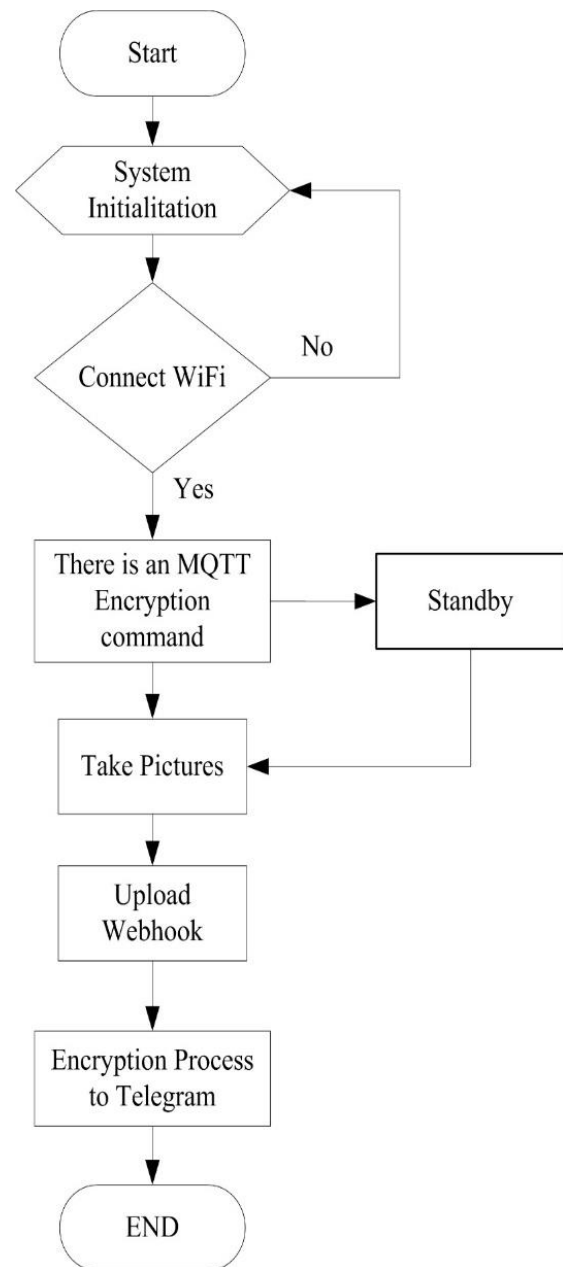 Start
System
Initialitation
Connect WiFi
No
Yes
There is an MQTT
Encryption
command
Standby
Take Pictures
Upload
Webhook
Encryption Process
to Telegram
END